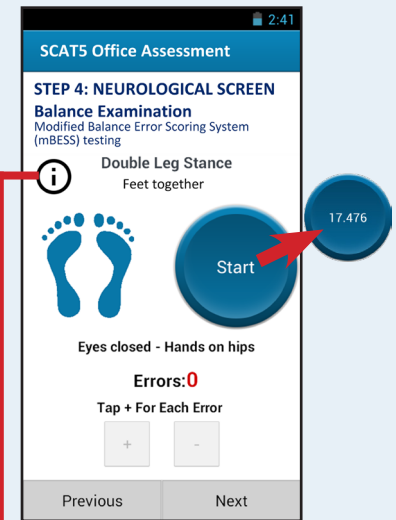 2:41
SCAT5 Office Assessment
STEP 4: NEUROLOGICAL SCREEN
Balance Examination
Modified Balance Error Scoring System
(mBESS) testing
Double Leg Stance
Feet together
17.476
Start
Eyes closed - Hands on hips
Errors:0
Tap + For Each Error
+ -
Previous Next